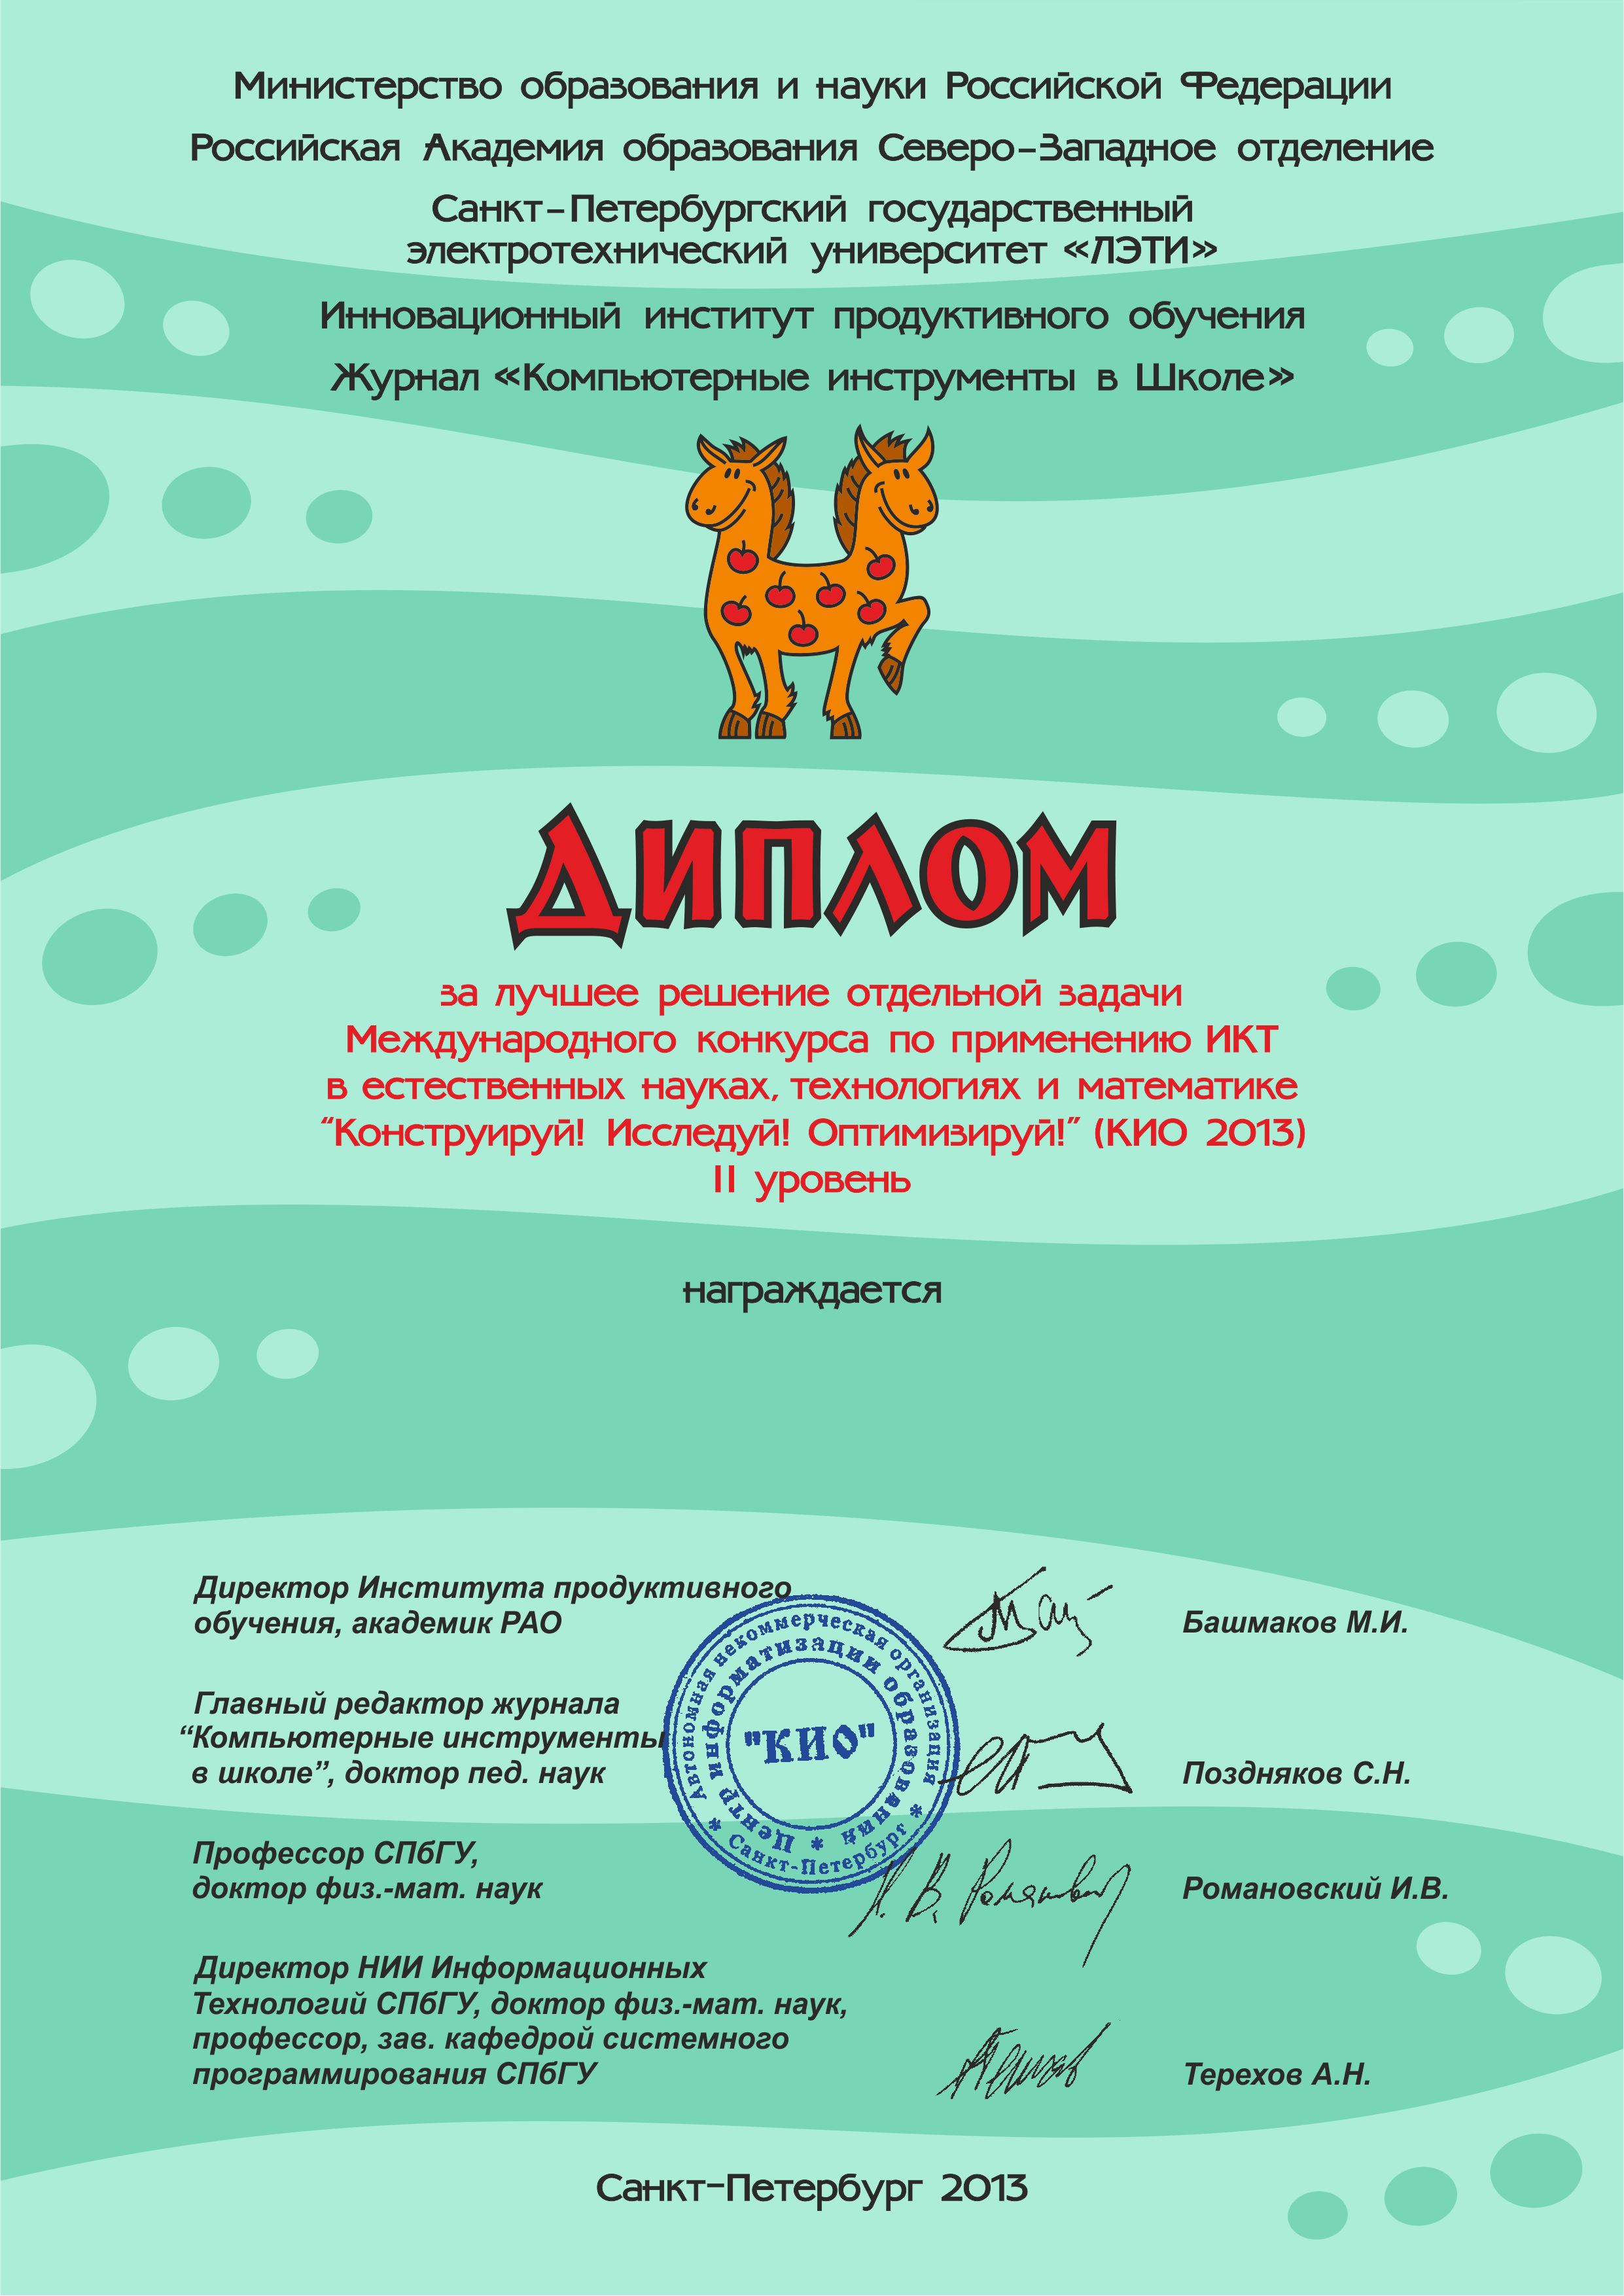 Министерство образования и науки Российской Федерации
Российская Академия образования Северо-Западное отделение
Санкт-Петербургский государственный
электротехнический университет «ЛЭТИ»
Инновационный институт продуктивного обучения
Журнал «Компьютерные инструменты в Школе»
ДИПЛОМ
за лучшее решение отдельной задачи
Международного конкурса по применению ИКТ
в естественных науках, технологиях и математике
“Конструируй! Исследуй! Оптимизируй!” (КИО 2013)
II уровень
награждается
Директор Института продуктивного
обучения, академик РАО
Башмаков М.И.
Главный редактор журнала
“Компьютерные инструменты
в школе”, доктор пед. наук
Поздняков С.Н.
Автономная некоммерческая организация
* Санкт-Петербург *
Центр информатизации образования *
"КИО"
Профессор СПбГУ,
доктор физ.-мат. наук
И. В. Романовский
Романовский И.В.
Директор НИИ Информационных
Технологий СПбГУ, доктор физ.-мат. наук,
профессор, зав. кафедрой системного
программирования СПбГУ
Терехов А.Н.
Санкт-Петербург 2013